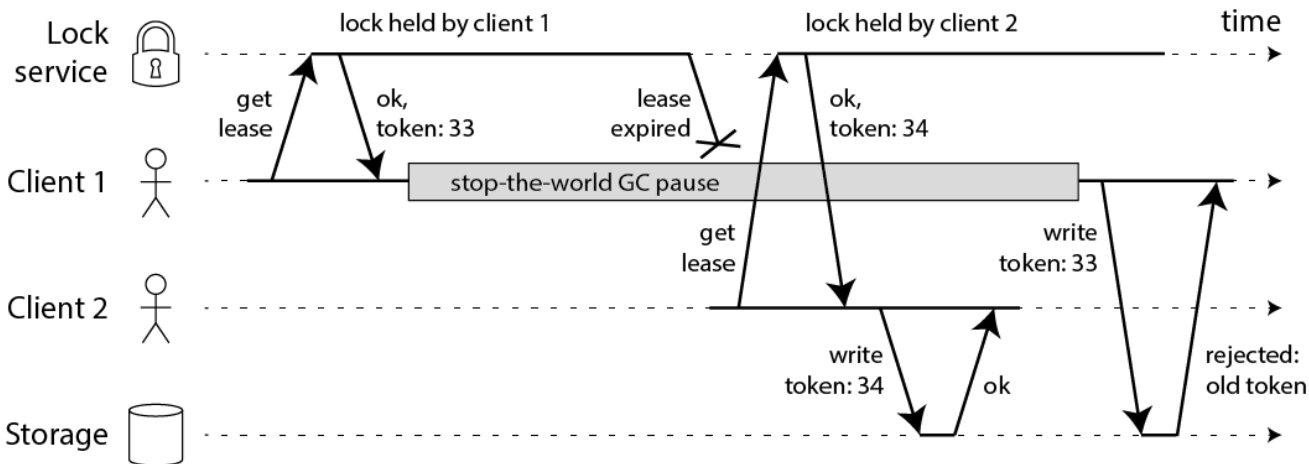 lock held by client 1
lock held by client 2
time
Lock
service
get
lease
ok,
token: 33
lease
expired
ok,
token: 34
Client 1
stop-the-world GC pause
get
lease
write
token: 33
Client 2
write
token: 34
ok
rejected:
old token
Storage